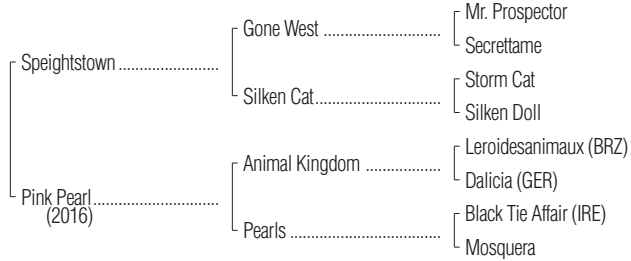 Mr. Prospector
Gone West
Secrettame
Speightstown
Storm Cat
Silken Cat
Silken Doll
Leroidesanimaux (BRZ)
Animal Kingdom
Dalicia (GER)
Pink Pearl
(2016)
Black Tie Affair (IRE)
Pearls
Mosquera